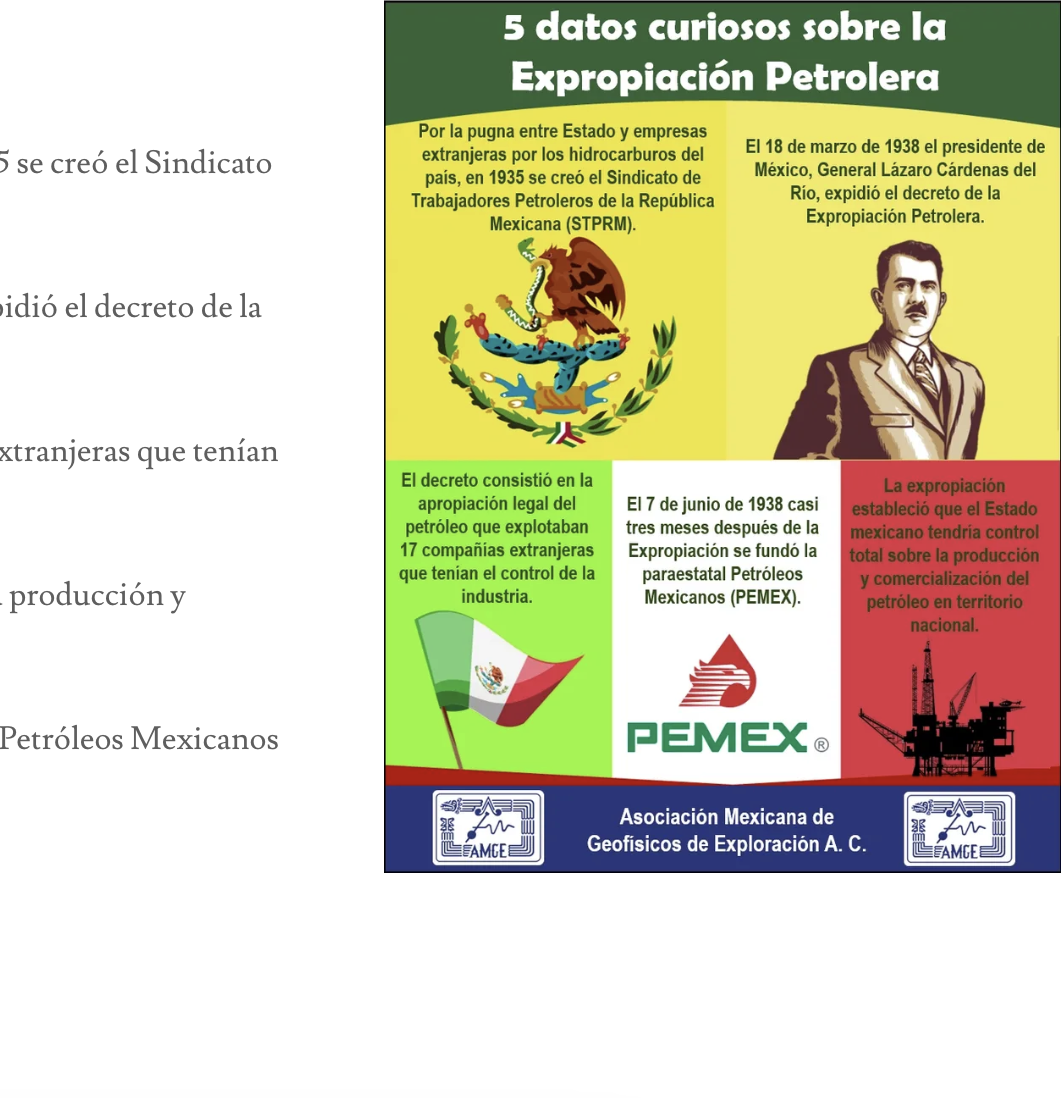 5 se creó el Sindicato
pidió el decreto de la
xtranjeras que tenían
producción y
Petróleos Mexicanos
5 datos curiosos sobre la
Expropiación Petrolera
Por la pugna entre Estado y empresas
extranjeras por los hidrocarburos del
país, en 1935 se creó el Sindicato de
Trabajadores Petroleros de la República
Mexicana (STPRM).
El 18 de marzo de 1938 el presidente de
México, General Lázaro Cárdenas del
Río, expidió el decreto de la
Expropiación Petrolera.
El decreto consistió en la
apropiación legal del
petróleo que explotaban
17 compañías extranjeras
que tenían el control de la
industria.
El 7 de junio de 1938 casi
tres meses después de la
Expropiación se fundó la
paraestatal Petróleos
Mexicanos (PEMEX).
PEMEX ®
La expropiación
estableció que el Estado
mexicano tendría control
total sobre la producción
y comercialización del
petróleo en territorio
nacional.
AMGE
Asociación Mexicana de
Geofísicos de Exploración A. C.
AMGE